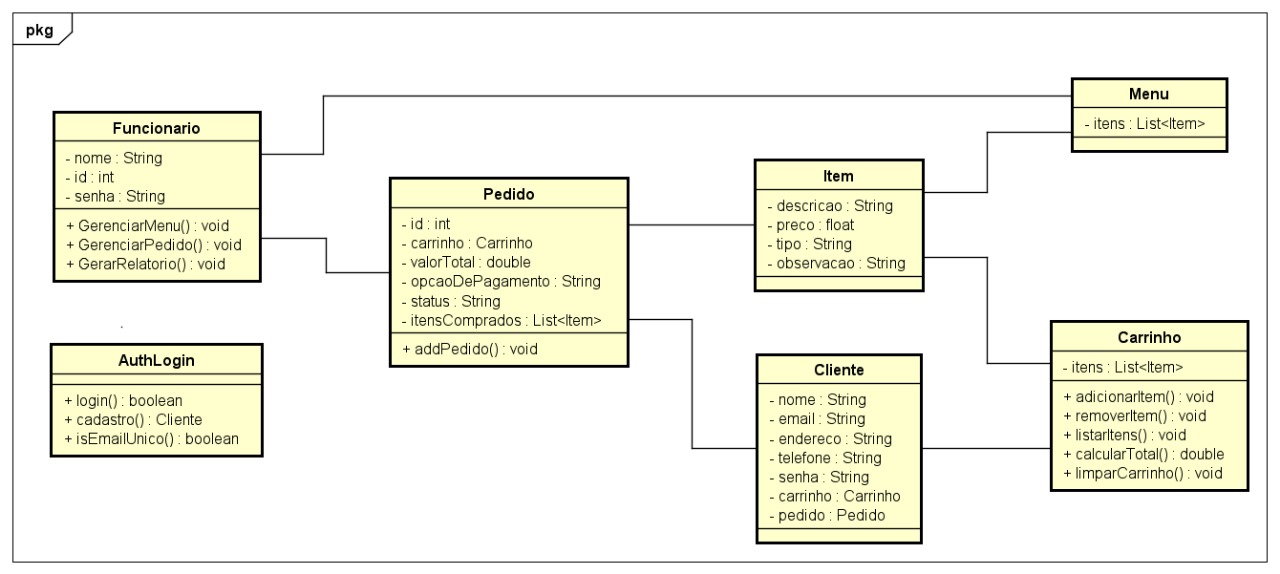 pkg
Funcionario
- nome : String
- id : int
- senha : String
+ GerenciarMenu() : void
+ GerenciarPedido() : void
+ GerarRelatorio() : void
AuthLogin
+ login() : boolean
+ cadastro() : Cliente
+ isEmailUnico() : boolean
Pedido
- id : int
- carrinho : Carrinho
- valorTotal : double
- opcaoDePagamento : String
- status : String
- itensComprados : List<Item>
+ addPedido() : void
Item
- descricao : String
- preco : float
- tipo : String
- observacao : String
Cliente
- nome : String
- email : String
- endereco : String
- telefone : String
- senha : String
- carrinho : Carrinho
- pedido : Pedido
Menu
- itens : List<Item>
Carrinho
- itens : List<Item>
+ adicionarItem() : void
+ removerItem() : void
+ listarItens() : void
+ calcularTotal() : double
+ limparCarrinho() : void